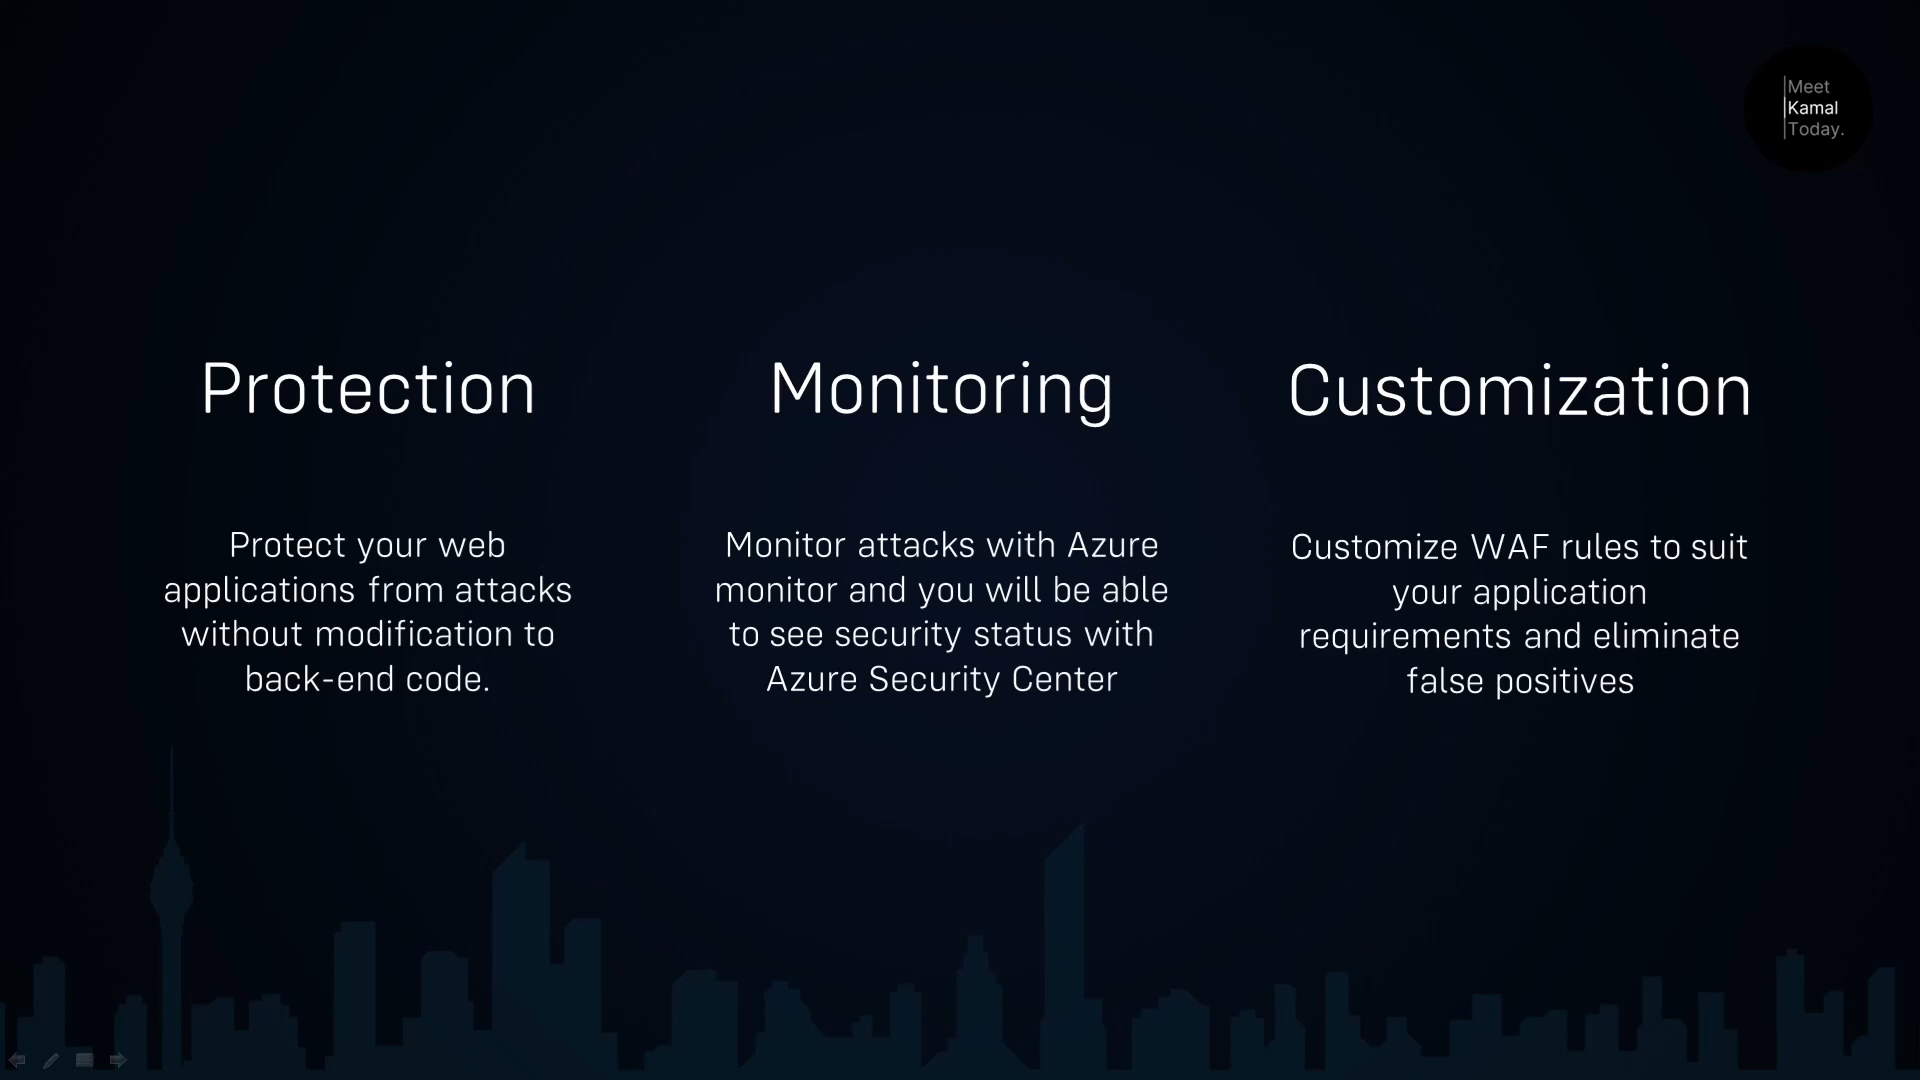 Meet
Kamal
Today.
Protection
Protect your web
applications from attacks
without modification to
back-end code.
Monitoring
Monitor attacks with Azure
monitor and you will be able
to see security status with
Azure Security Center
Customization
Customize WAF rules to suit
your application
requirements and eliminate
false positives